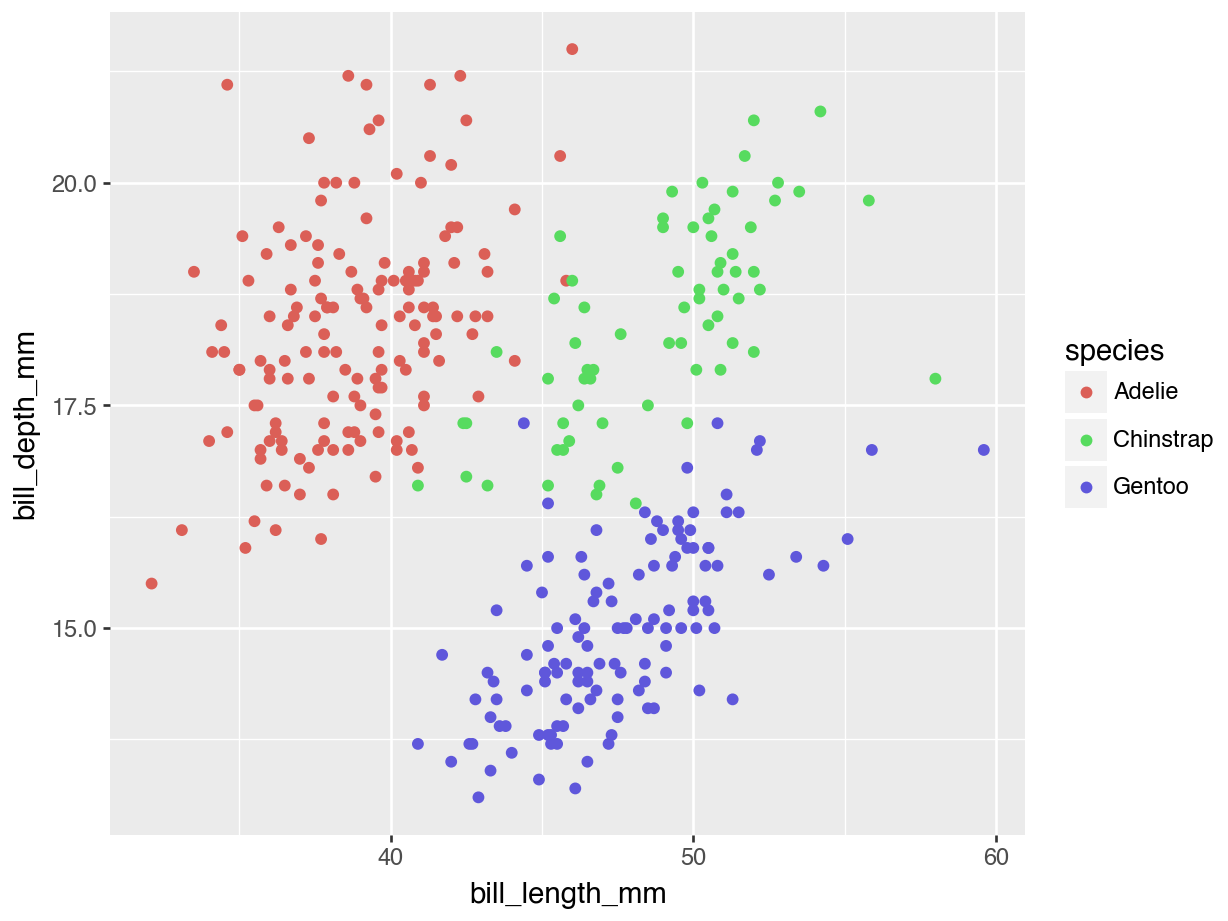 20.0
17.5
15.0
bill_depth_mm
40
50
60
bill_length_mm
species
Adelie
Chinstrap
Gentoo